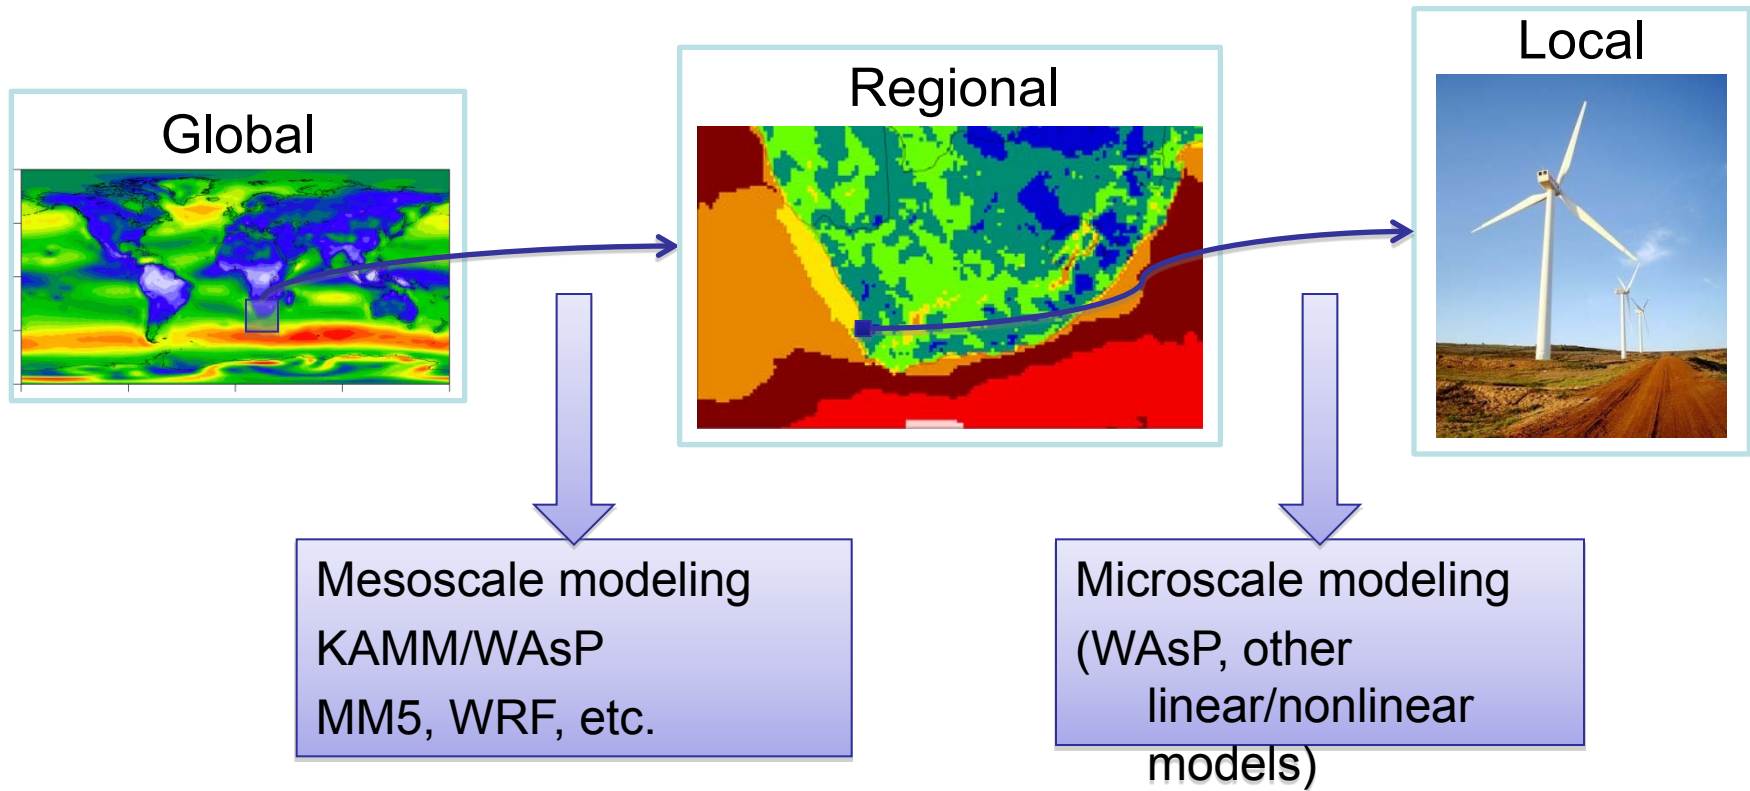 Global
Regional
Local
Mesoscale modeling
KAMM/WAsP
MM5, WRF, etc.
Microscale modeling
(WAsP, other
linear/nonlinear
models)